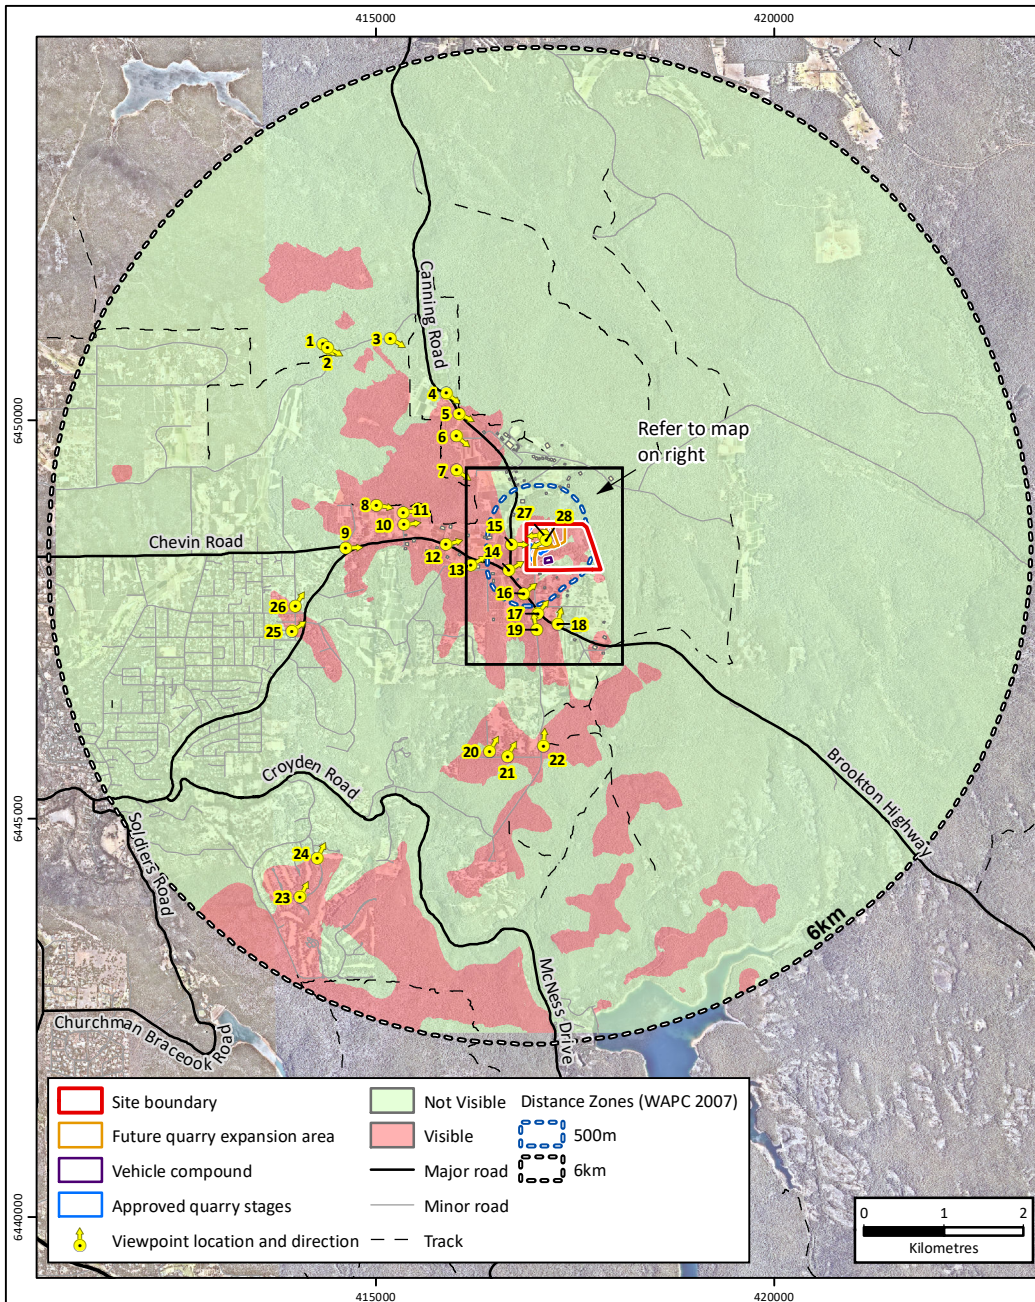 415000
420000
6450000
6445000
6440000
Canning Road
1
2
3
4
5
6
7
Refer to map
on right
8
11
10
9
Chevin Road
12
13
15
14
27
28
16
17
18
19
26
25
20
21
22
Croyden Road
Brookton Highway
Soldiers Road
24
23
6km
McNess Drive
Churchman Braceook Road
Site boundary
Future quarry expansion area
Vehicle compound
Approved quarry stages
Viewpoint location and direction
Not Visible
Visible
Major road
Minor road
Track
Distance Zones (WAPC 2007)
500m
6km
0 1 2
Kilometres
415000
420000